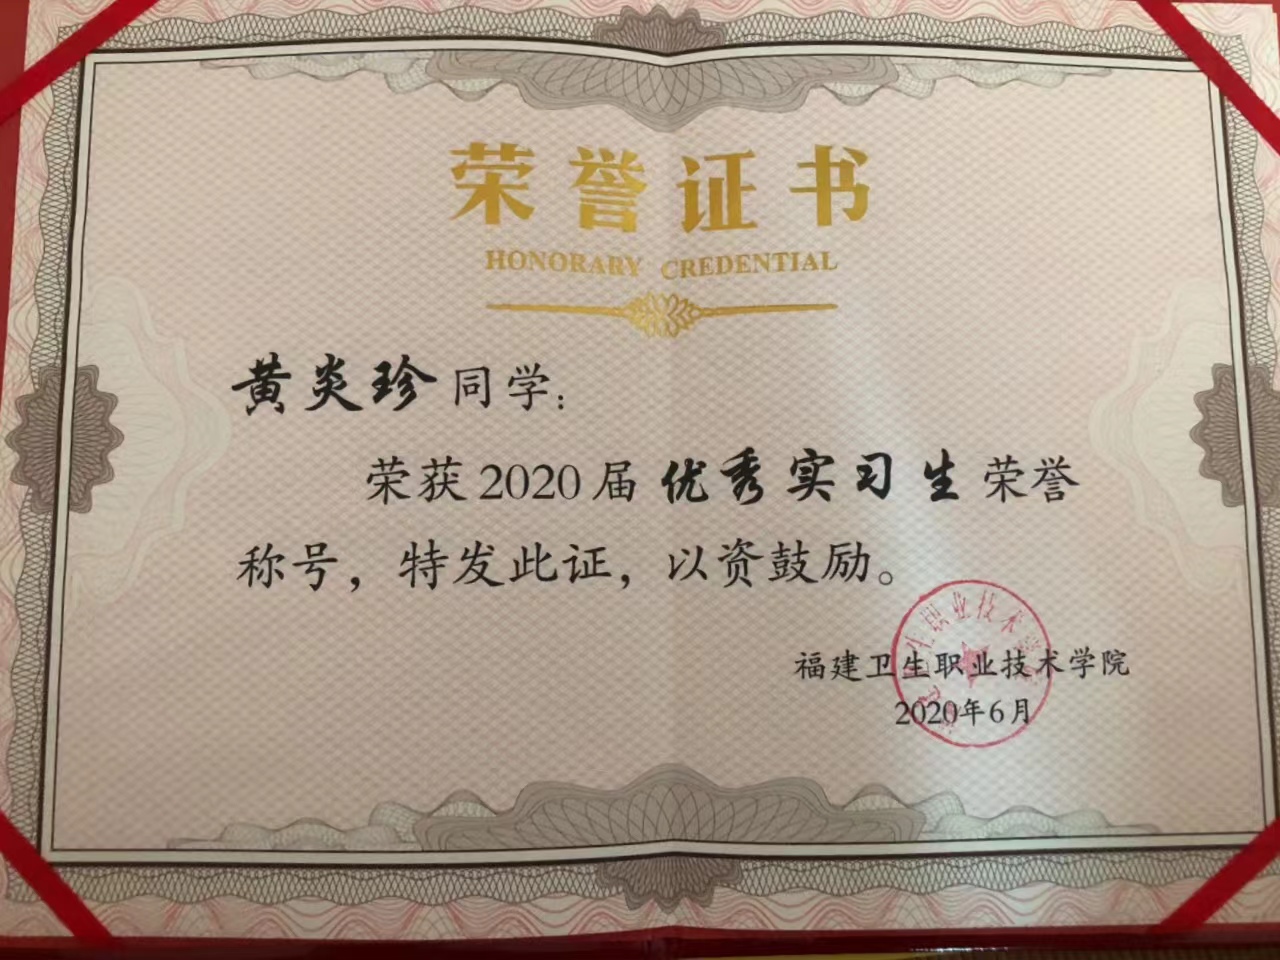 荣誉证书
HONORARY CREDENTIAL
黄炎珍同学：
荣获2020届优秀实习生荣誉
称号，特发此证，以资鼓励。
福建卫生职业技术学院
2020年6月